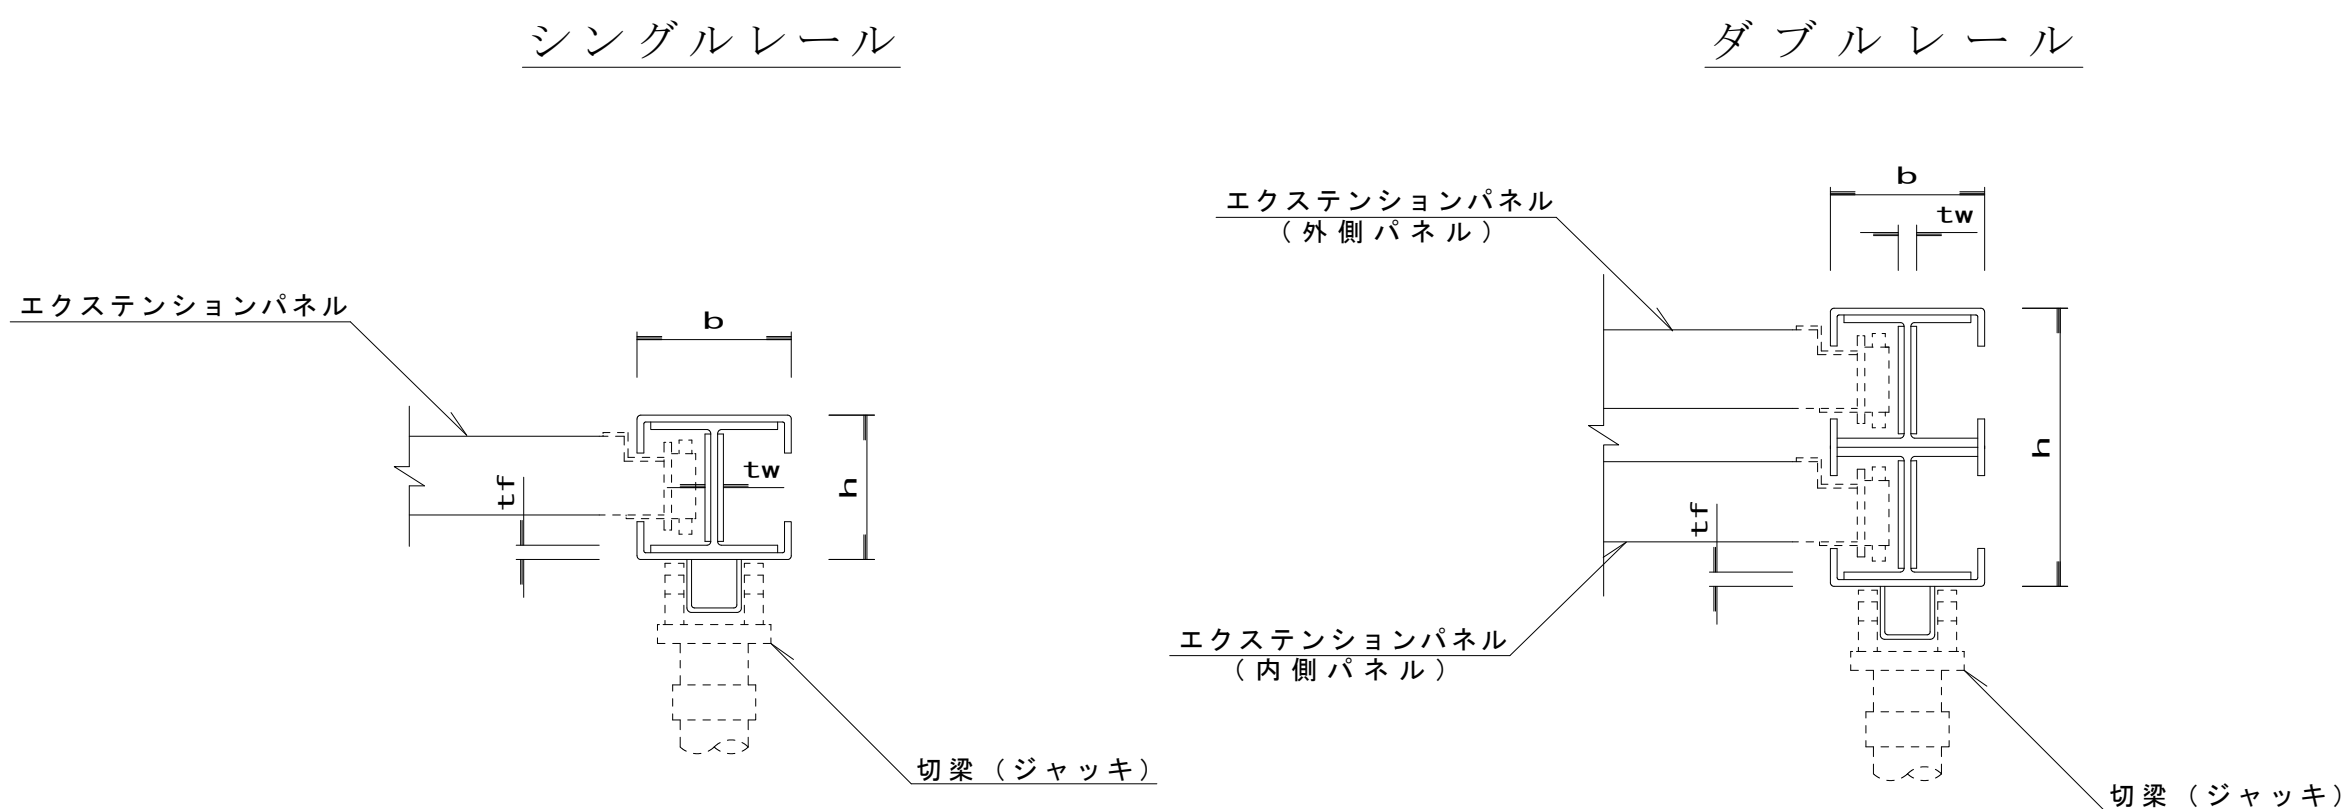 シングルレール
エクステンションパネル
b
tw
tf
h
切梁（ジャッキ）
ダブルレール
エクステンションパネル
（外側パネル）
b
tw
h
tf
エクステンションパネル
（内側パネル）
切梁（ジャッキ）